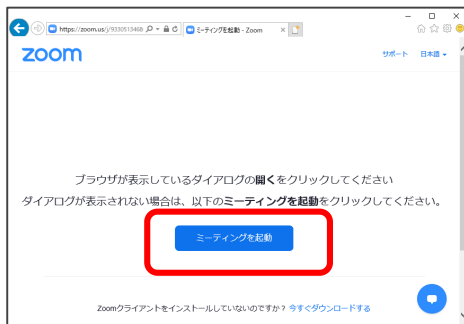 https://zoom.us/j/9330513468
ミーティングを起動 - Zoom
zoom
サポート 日本語
ブラウザが表示しているダイアログの開くをクリックしてください
ダイアログが表示されない場合は、以下のミーティングを起動をクリックしてください。
ミーティングを起動
Zoomクライアントをインストールしていないのですか？ 今すぐダウンロードする